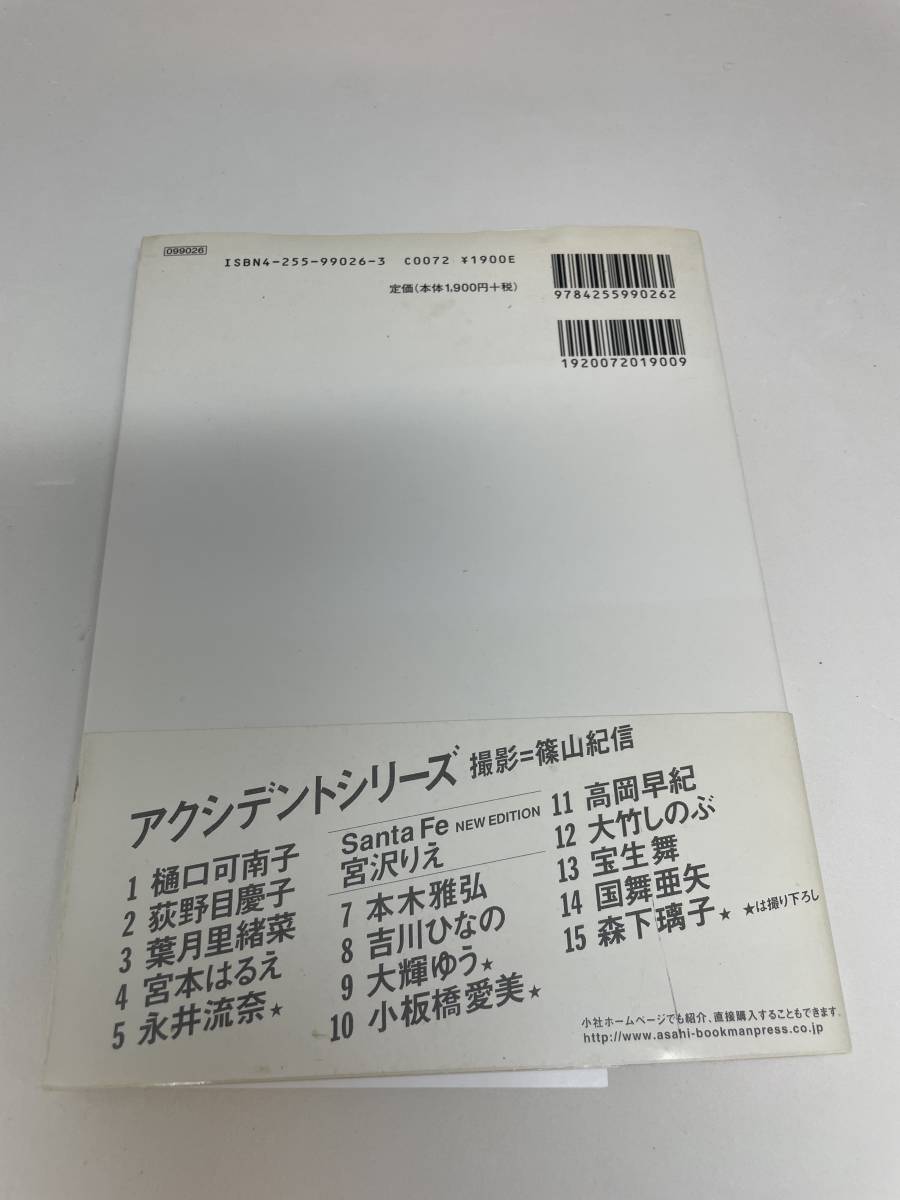 099026
ISBN4-255-99026-3 C0072 ¥1900E
定価(本体1,900円+税)
9784255990262
1920072019009
アクシデントシリーズ 撮影=篠山紀信
1 樋口可南子
2 荻野目慶子
3 葉月里緒菜
4 宮本はるえ
5 永井流奈★
Santa Fe NEW EDITION
宮沢りえ
7 本木雅弘
8 吉川ひなの
9 大輝ゆう★
10 小板橋愛美★
11 高岡早紀
12 大竹しのぶ
13 宝生舞
14 国舞亜矢
15 森下璃子★ ★は撮り下ろし
小社ホームページでも紹介、直接購入することもできます。
http://www.asahi-bookmanpress.co.jp